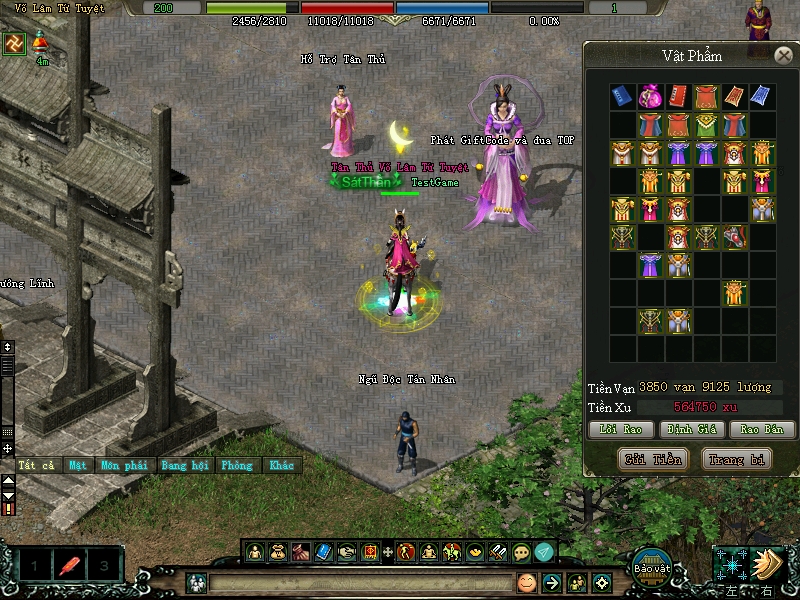 Võ Lâm Tứ Tuyệt
200
1
2456/2810
11018/11018
6671/6671
0.00%
4m
Hỗ Trợ Tân Thủ
Vật Phẩm
Phát GiftCode và đua TOP
Tân Thủ Võ Lâm Tứ Tuyệt
SátThần
TestGame
ưỡng Lĩnh
Ngũ Độc Tán Nhân
Tiền Vạn 3850 vạn 9125 lượng
Tiền Xu 564750 xu
Lời Rao
Định Giá
Rao Bán
Gửi Tiền
Trang bị
Tất cả
Mật
Môn phái
Bang hội
Phòng
Khác
1
3
Bảo vật
左
右